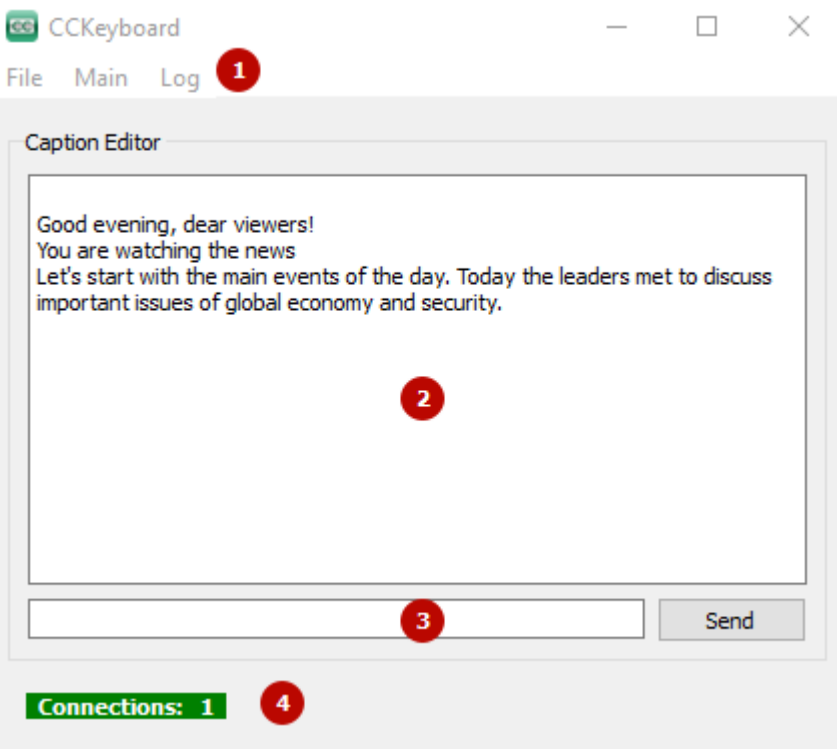 CC CCKeyboard
File Main Log 1
Caption Editor
Good evening, dear viewers!
You are watching the news
Let's start with the main events of the day. Today the leaders met to discuss
important issues of global economy and security.
2
3 Send
Connections: 1 4